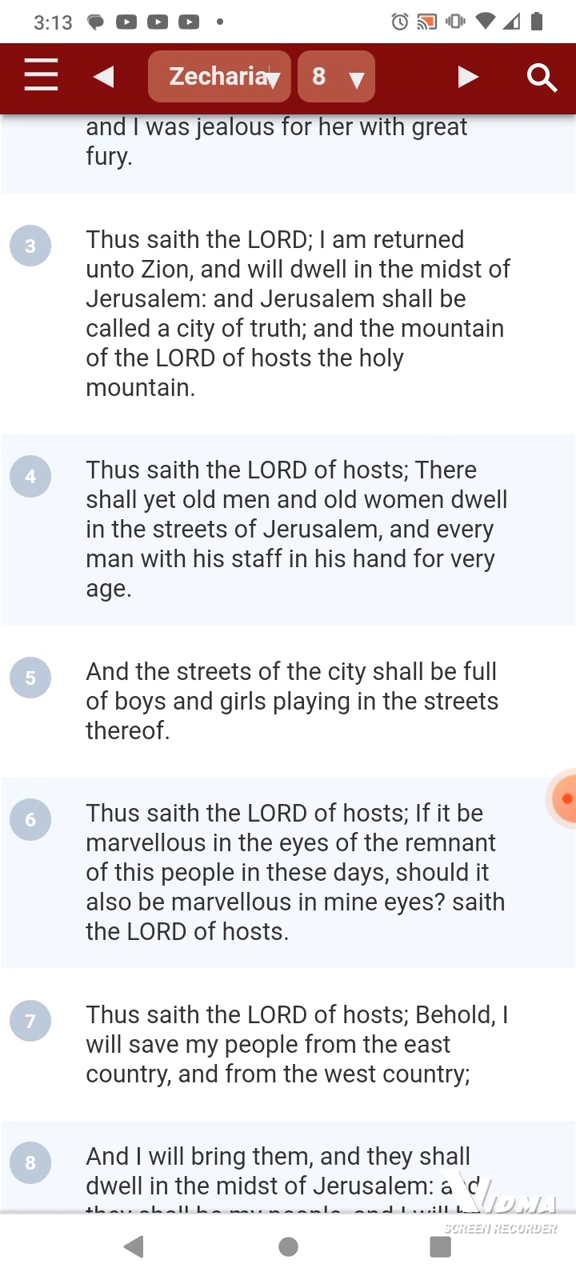 3:13
Zecharia
8
and I was jealous for her with great
fury.
3
Thus saith the LORD; I am returned
unto Zion, and will dwell in the midst of
Jerusalem: and Jerusalem shall be
called a city of truth; and the mountain
of the LORD of hosts the holy
mountain.
4
Thus saith the LORD of hosts; There
shall yet old men and old women dwell
in the streets of Jerusalem, and every
man with his staff in his hand for very
age.
5
And the streets of the city shall be full
of boys and girls playing in the streets
thereof.
6
Thus saith the LORD of hosts; If it be
marvellous in the eyes of the remnant
of this people in these days, should it
also be marvellous in mine eyes? saith
the LORD of hosts.
7
Thus saith the LORD of hosts; Behold, I
will save my people from the east
country, and from the west country;
8
And I will bring them, and they shall
dwell in the midst of Jerusalem: and
they shall be my people, and I will
VIDMA
SCREEN RECORDER